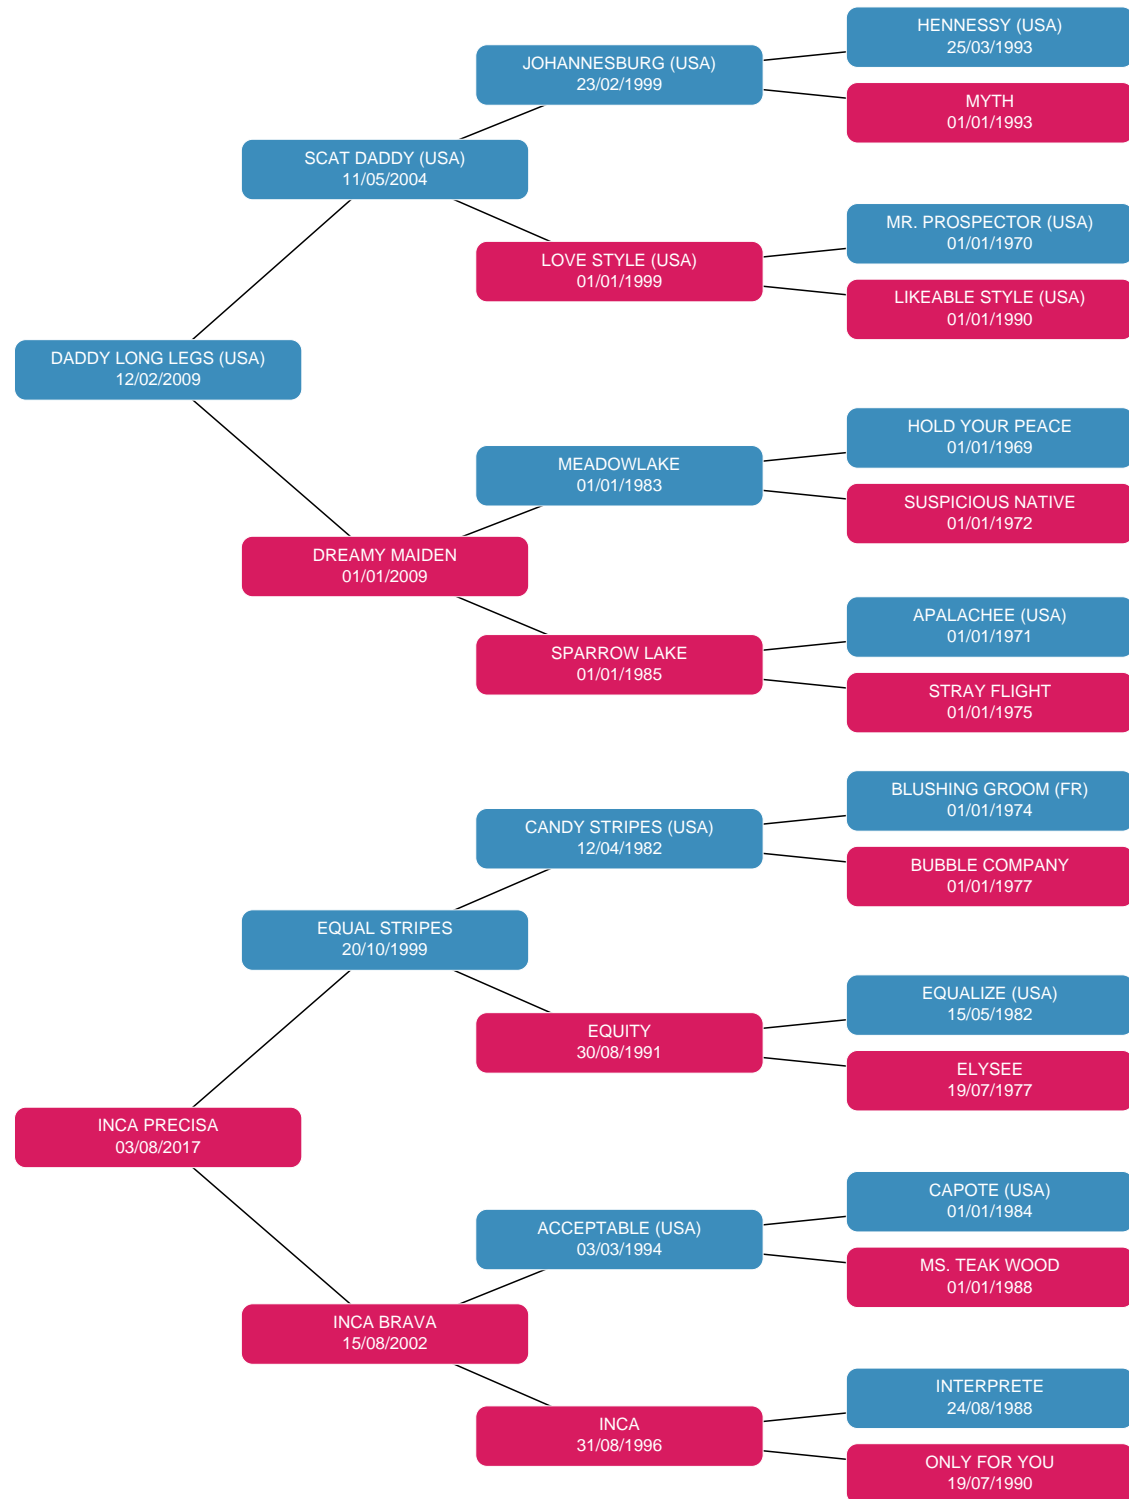 HENNESSY (USA)
25/03/1993
JOHANNESBURG (USA)
23/02/1999
MYTH
01/01/1993
SCAT DADDY (USA)
11/05/2004
MR. PROSPECTOR (USA)
01/01/1970
LOVE STYLE (USA)
01/01/1999
LIKEABLE STYLE (USA)
01/01/1990
DADDY LONG LEGS (USA)
12/02/2009
HOLD YOUR PEACE
01/01/1969
MEADOWLAKE
01/01/1983
SUSPICIOUS NATIVE
01/01/1972
DREAMY MAIDEN
01/01/2009
APALACHEE (USA)
01/01/1971
SPARROW LAKE
01/01/1985
STRAY FLIGHT
01/01/1975
BLUSHING GROOM (FR)
01/01/1974
CANDY STRIPES (USA)
12/04/1982
BUBBLE COMPANY
01/01/1977
EQUAL STRIPES
20/10/1999
EQUALIZE (USA)
15/05/1982
EQUITY
30/08/1991
ELYSEE
19/07/1977
INCA PRECISA
03/08/2017
CAPOTE (USA)
01/01/1984
ACCEPTABLE (USA)
03/03/1994
MS. TEAK WOOD
01/01/1988
INCA BRAVA
15/08/2002
INTERPRETE
24/08/1988
INCA
31/08/1996
ONLY FOR YOU
19/07/1990